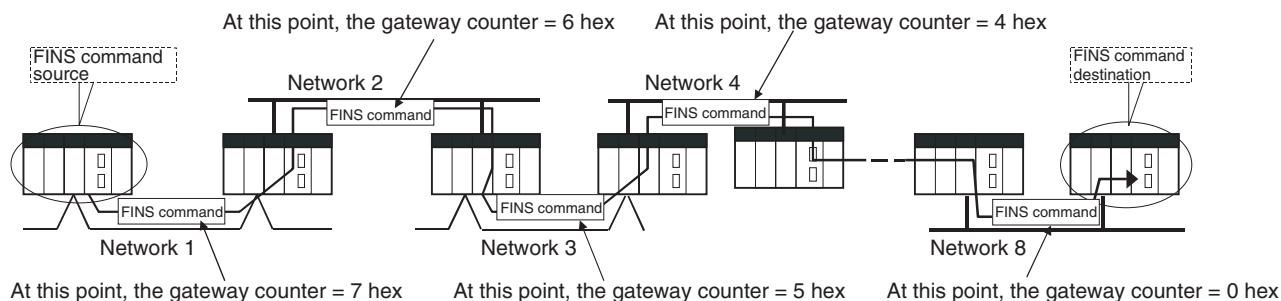 At this point, the gateway counter = 6 hex
At this point, the gateway counter = 4 hex
FINS command
source
FINS command
destination
Network 2
Network 4
FINS command
FINS command
FINS command
FINS command
FINS command
Network 1
Network 3
Network 8
At this point, the gateway counter = 7 hex
At this point, the gateway counter = 5 hex
At this point, the gateway counter = 0 hex